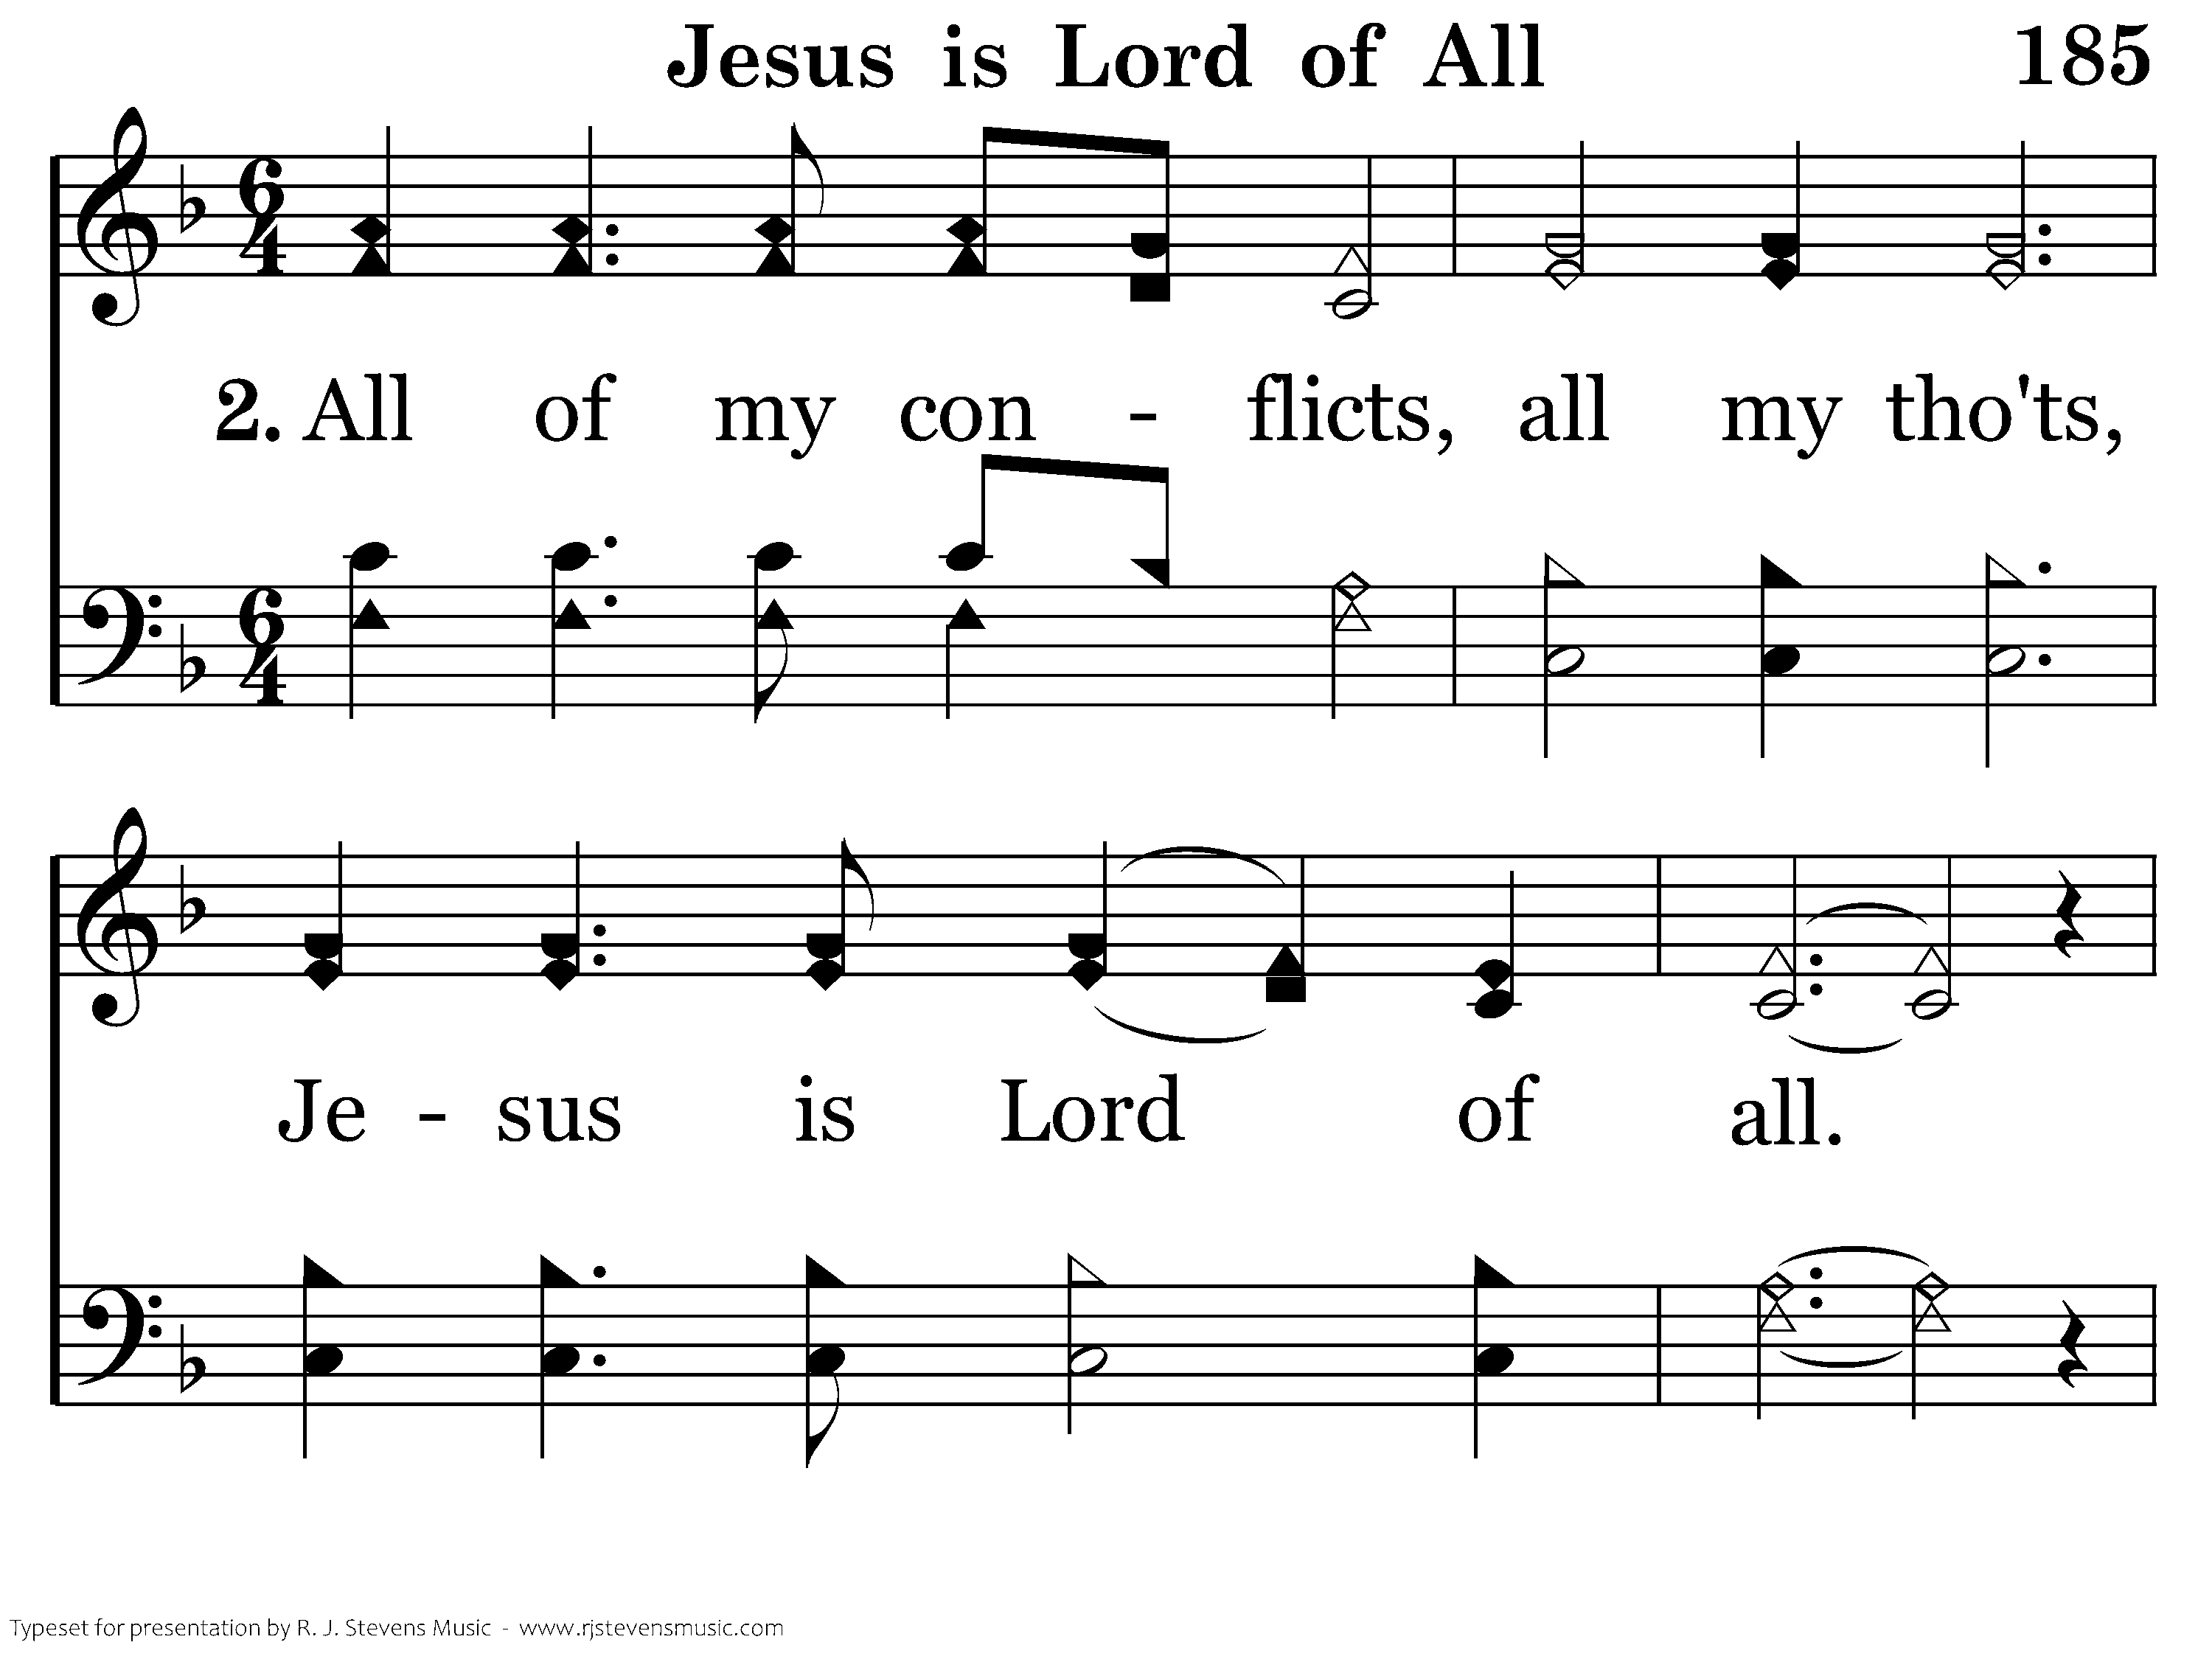 Jesus is Lord of All 185
2. All of my con - flicts, all my tho'ts,
Je - sus is Lord of all.
Typeset for presentation by R. J. Stevens Music - www.rjstevensmusic.com